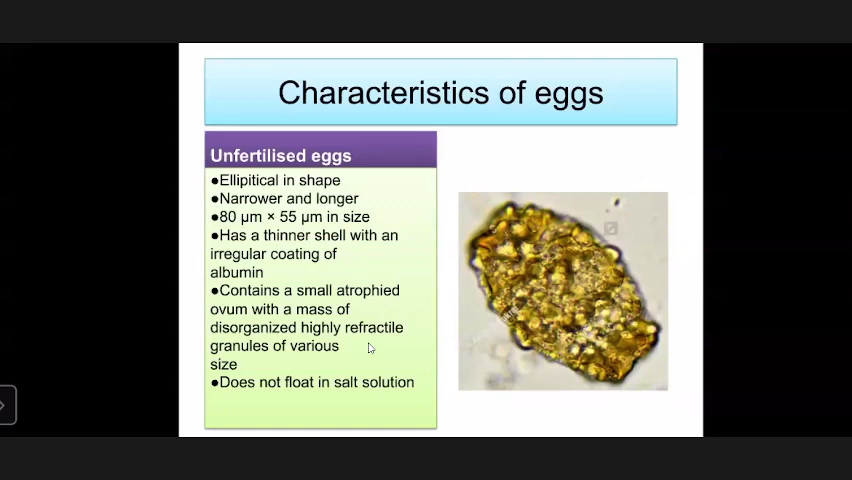 Characteristics of eggs
Unfertilised eggs
●Ellipitical in shape
●Narrower and longer
●80 µm × 55 µm in size
●Has a thinner shell with an
irregular coating of
albumin
●Contains a small atrophied
ovum with a mass of
disorganized highly refractile
granules of various
size
●Does not float in salt solution